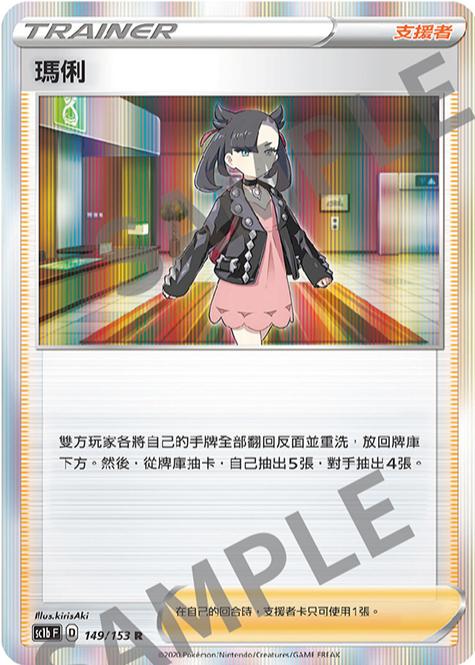 TRAINER 支援者
瑪俐
SAMPLE
雙方玩家各將自己的手牌全部翻回反面並重洗，放回牌庫
下方。然後，從牌庫抽卡，自己抽出5張，對手抽出4張。
SAMPLE
Illus.kirisAki
在自己的回合時，支援者卡只可使用1張。
sc1b F D 149/153 R
©2020 Pokémon/Nintendo/Creatures/GAME FREAK